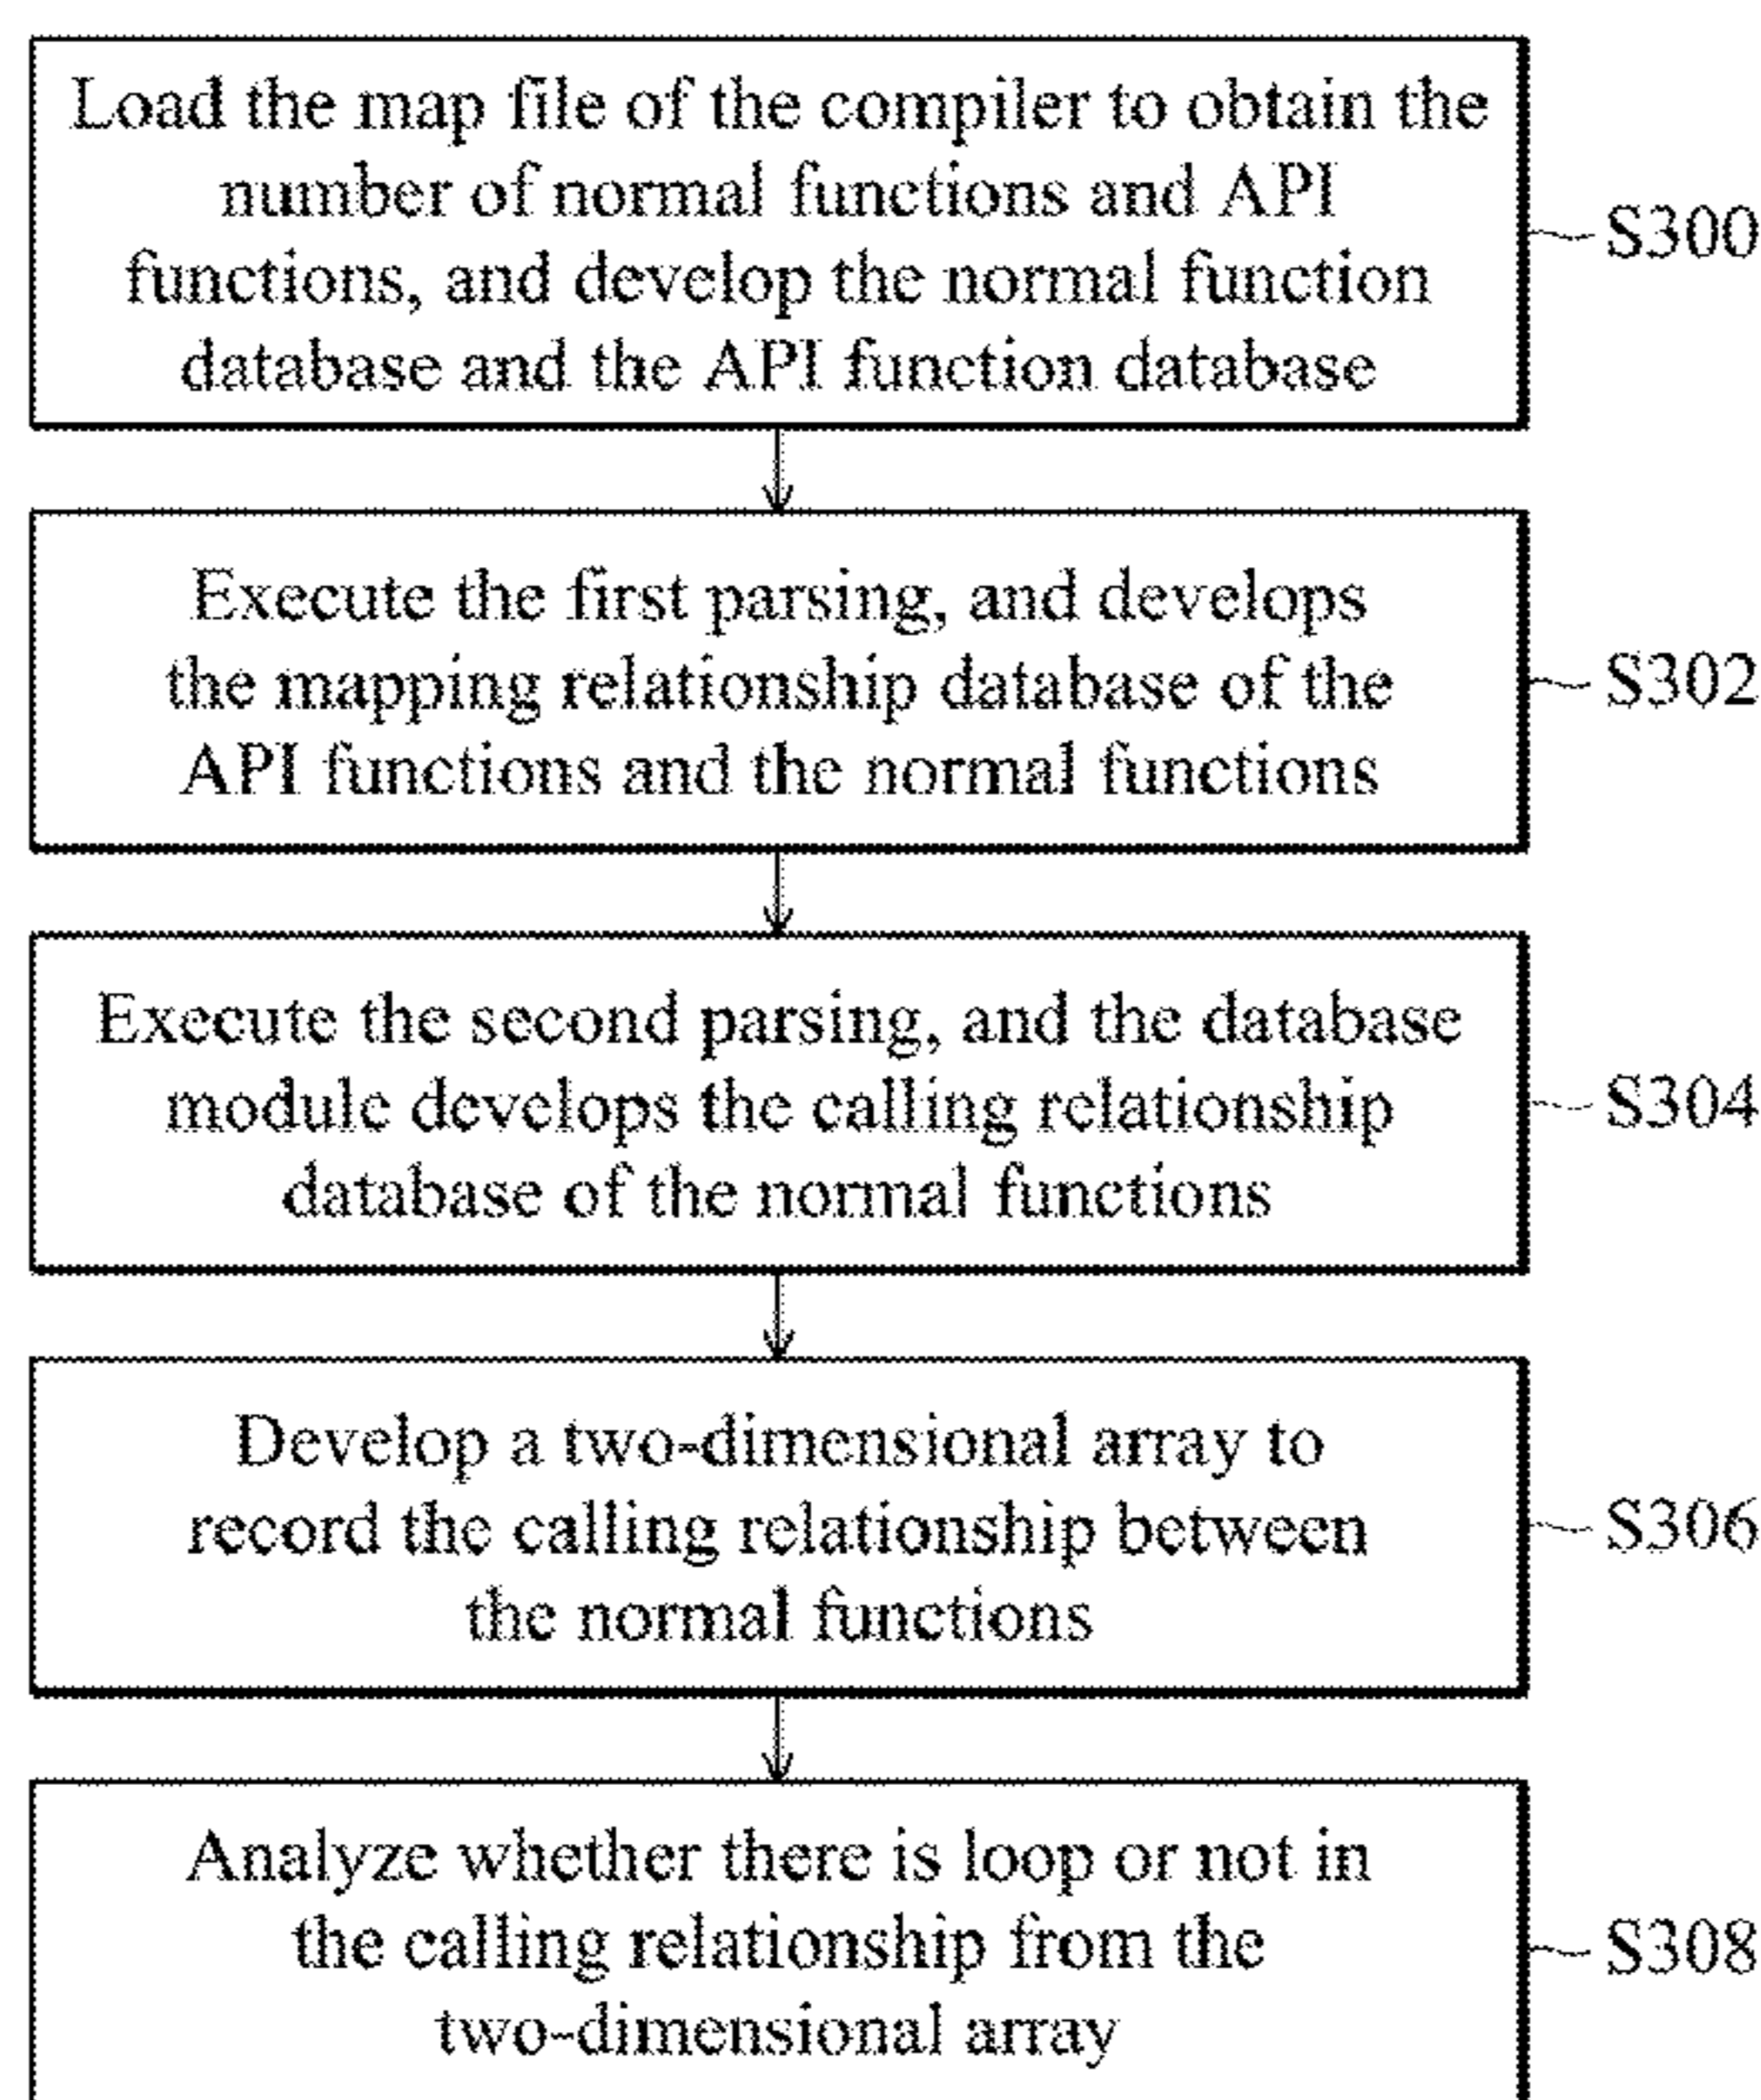 Load the map file of the compiler to obtain the
number of normal functions and API
functions, and develop the normal function
database and the API function database
S300
Execute the first parsing, and develops
the mapping relationship database of the
API functions and the normal functions
S302
Execute the second parsing, and the database
module develops the calling relationship
database of the normal functions
S304
Develop a two-dimensional array to
record the calling relationship between
the normal functions
S306
Analyze whether there is loop or not in
the calling relationship from the
two-dimensional array
S308